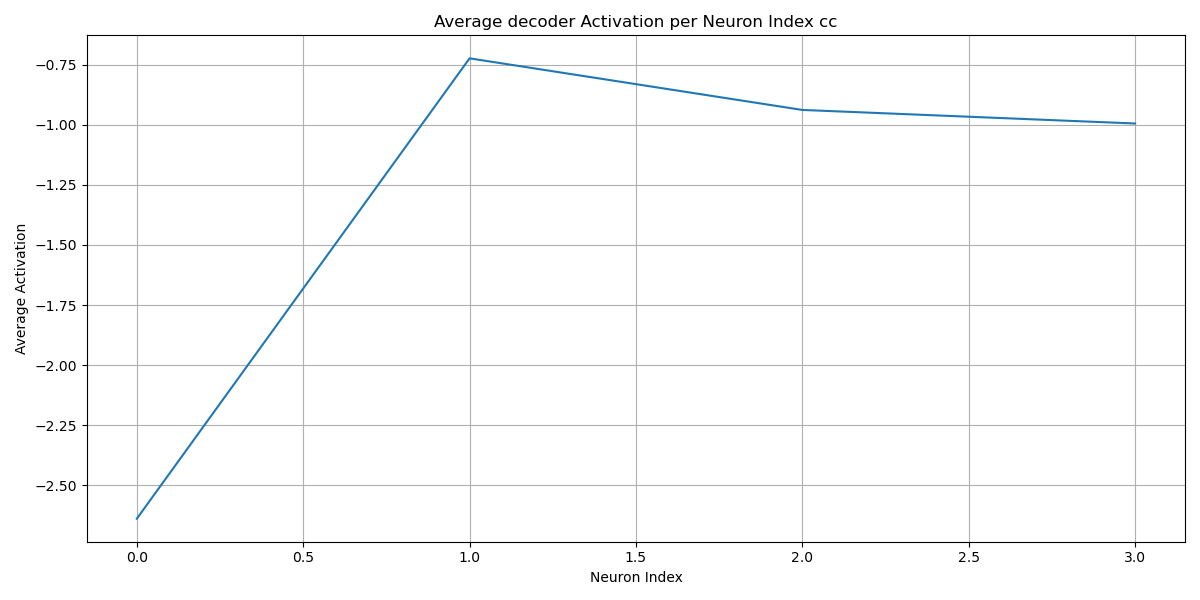 Average decoder Activation per Neuron Index cc
Average Activation
−0.75
−1.00
−1.25
−1.50
−1.75
−2.00
−2.25
−2.50
0.0 0.5 1.0 1.5 2.0 2.5 3.0
Neuron Index